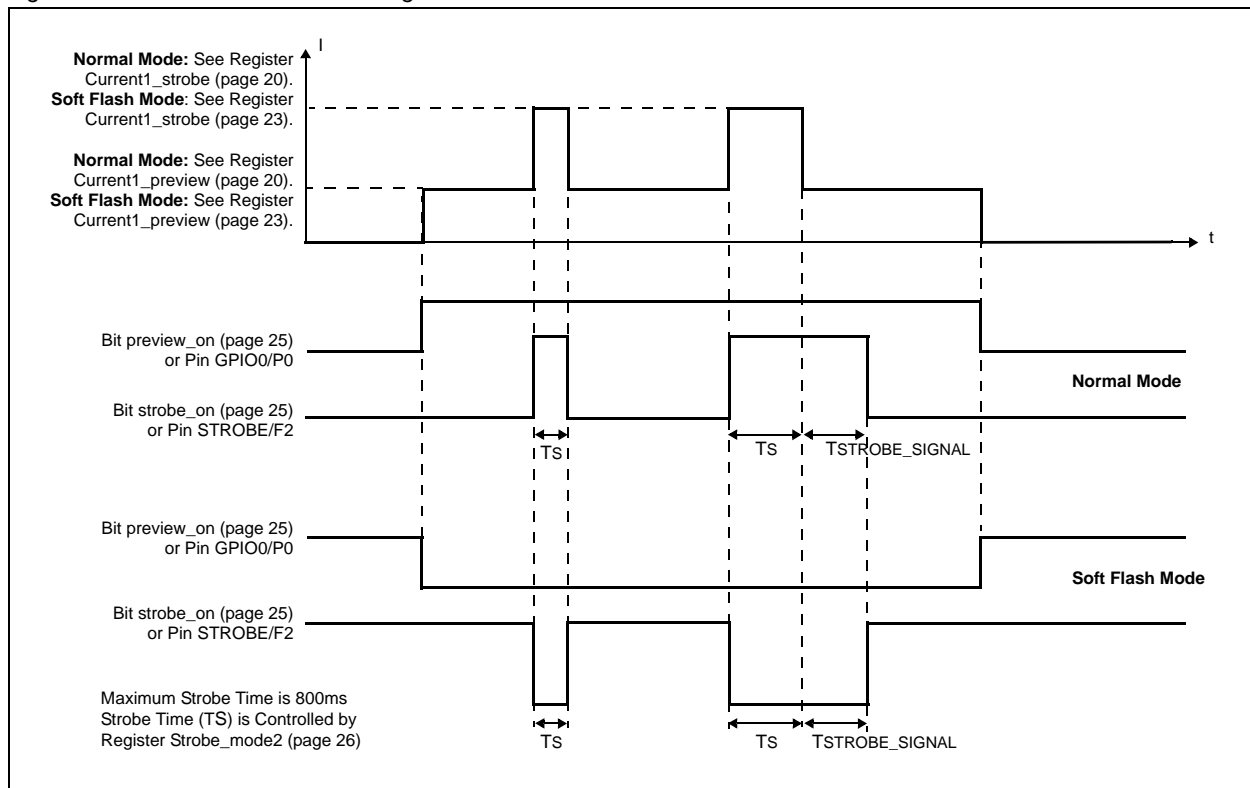 I
Normal Mode: See Register
Current1_strobe (page 20).
Soft Flash Mode: See Register
Current1_strobe (page 23).
Normal Mode: See Register
Current1_preview (page 20).
Soft Flash Mode: See Register
Current1_preview (page 23).
t
Bit preview_on (page 25)
or Pin GPIO0/P0
Normal Mode
Bit strobe_on (page 25)
or Pin STROBE/F2
TS TS TSTROBE_SIGNAL
Bit preview_on (page 25)
or Pin GPIO0/P0
Soft Flash Mode
Bit strobe_on (page 25)
or Pin STROBE/F2
Maximum Strobe Time is 800ms
Strobe Time (TS) is Controlled by
Register Strobe_mode2 (page 26)
TS TS TSTROBE_SIGNAL